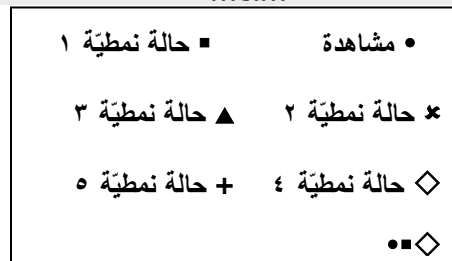 ● مشاهدة ■ حالة نمطيّة ١
✖ حالة نمطيّة ٢ ▲ حالة نمطيّة ٣
◇ حالة نمطيّة ٤ + حالة نمطيّة ٥
◇■●